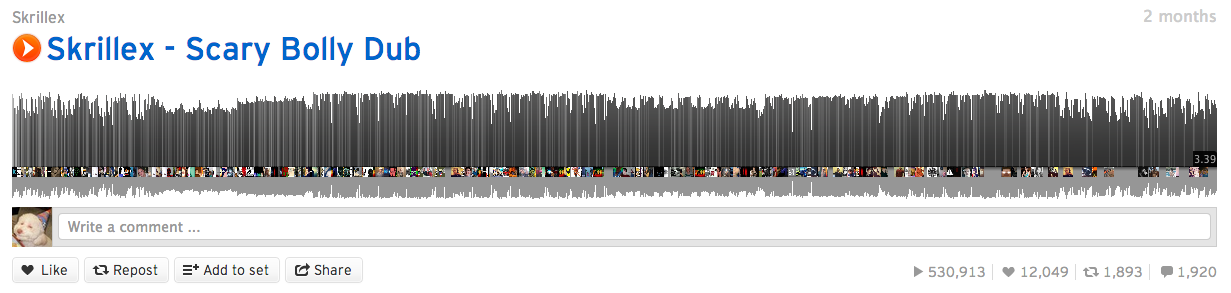 Skrillex
2 months
Skrillex - Scary Bolly Dub
3.39
Write a comment ...
Like
Repost
Add to set
Share
530,913
12,049
1,893
1,920